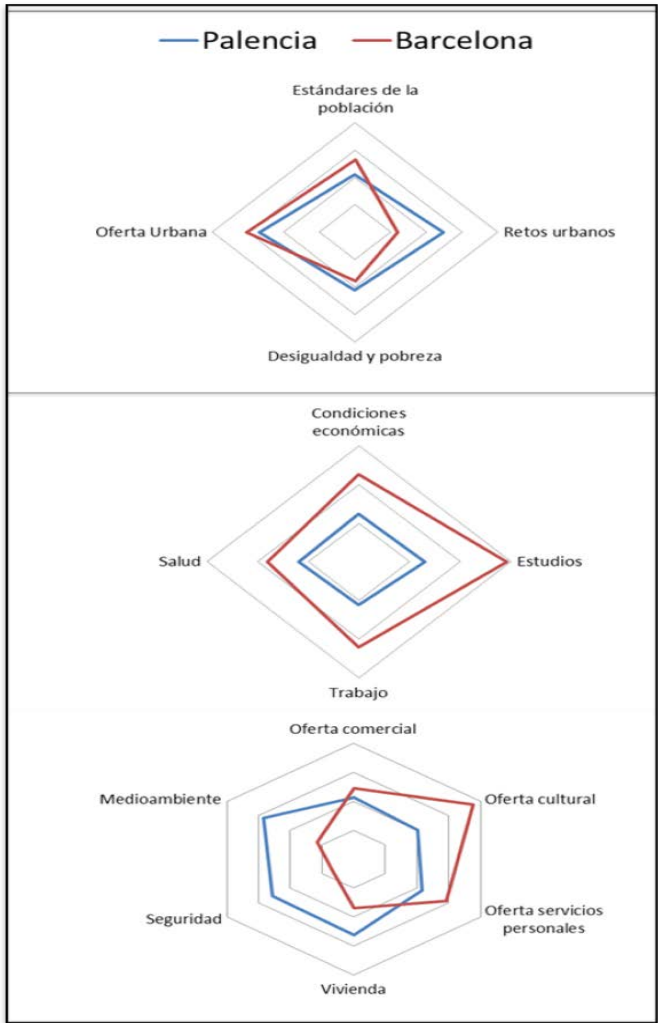 Palencia Barcelona
Estándares de la
población
Oferta Urbana
Retos urbanos
Desigualdad y pobreza
Condiciones
económicas
Salud
Estudios
Trabajo
Oferta comercial
Medioambiente
Oferta cultural
Seguridad
Oferta servicios
personales
Vivienda